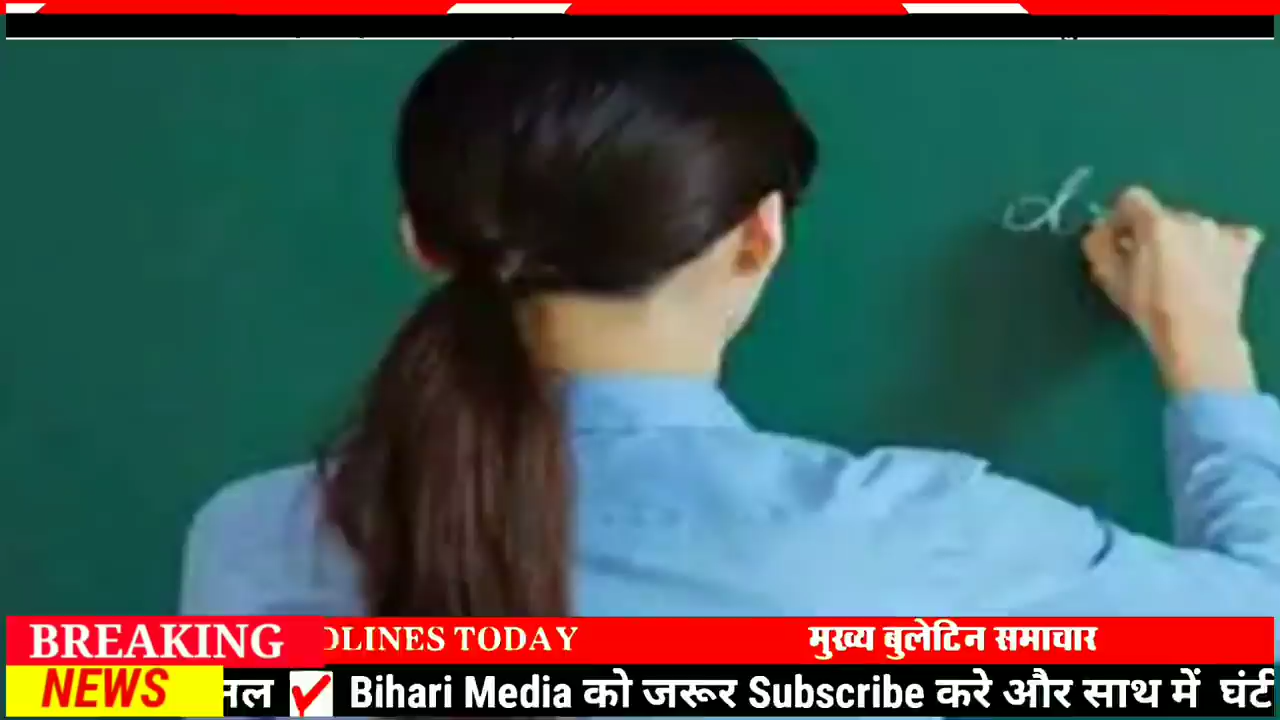 BREAKING
NEWS
DLINES TODAY
मुख्य बुलेटिन समाचार
नल ✔ Bihari Media को जरूर Subscribe करे और साथ में घंटी